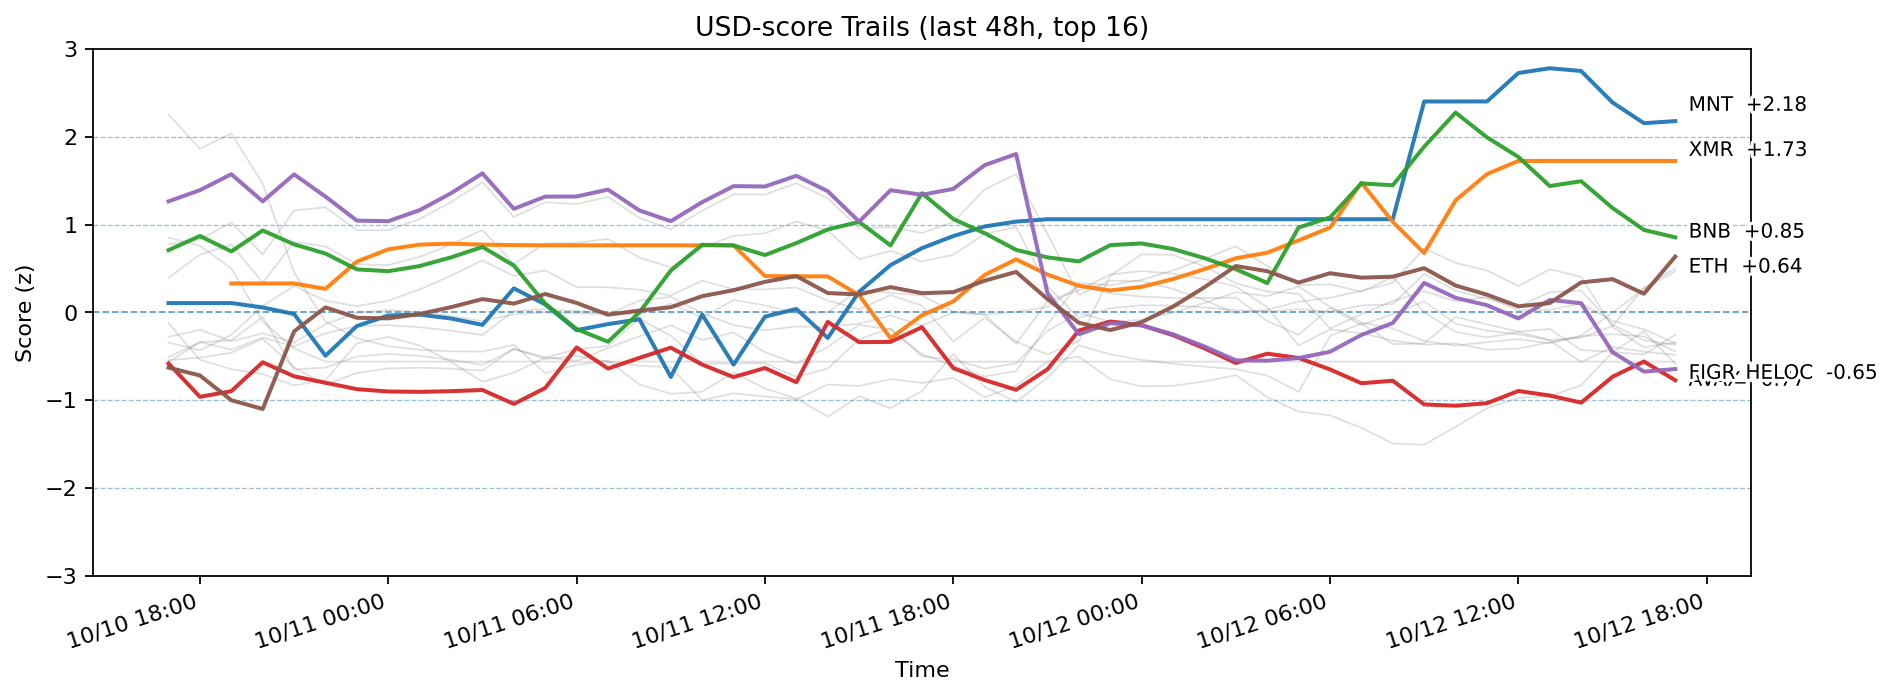 USD-score Trails (last 48h, top 16)
Score (z)
3
2
1
0
−1
−2
−3
MNT +2.18
XMR +1.73
BNB +0.85
ETH +0.64
FIGR_HELOC -0.65
10/10 18:00
10/11 00:00
10/11 06:00
10/11 12:00
10/11 18:00
10/12 00:00
10/12 06:00
10/12 12:00
10/12 18:00
Time